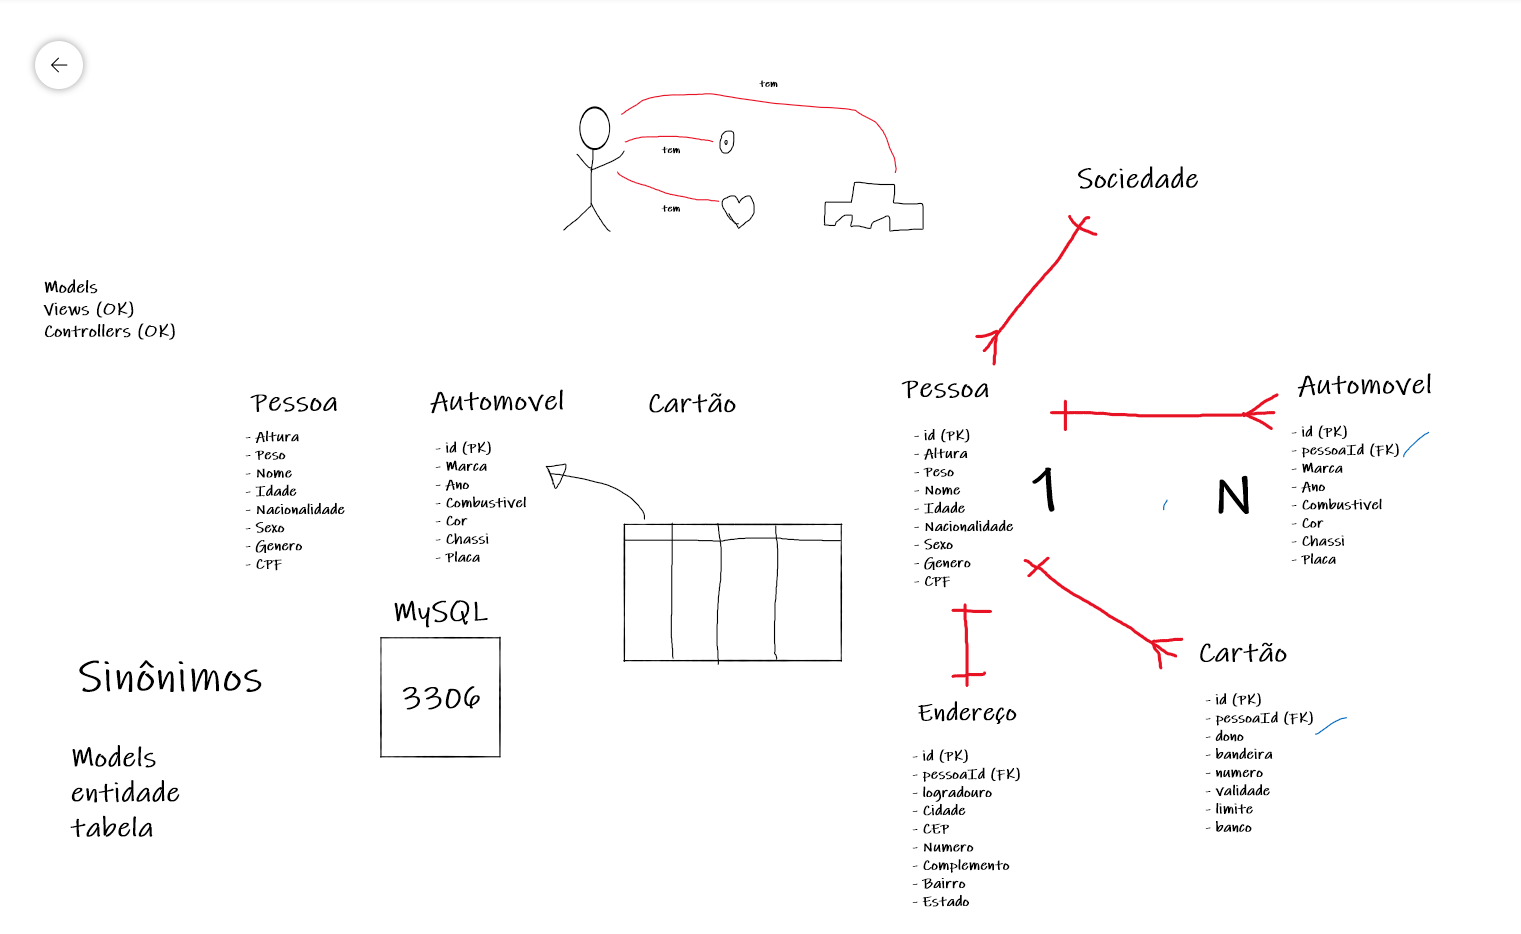 tem
tem
tem
Sociedade
Models
Views (OK)
Controllers (OK)
Pessoa
- Altura
- Peso
- Nome
- Idade
- Nacionalidade
- Sexo
- Genero
- CPF
Automovel
- id (PK)
- Marca
- Ano
- Combustivel
- Cor
- Chassi
- Placa
Cartão
MySQL
3306
Sinônimos
Models
entidade
tabela
Pessoa
- id (PK)
- Altura
- Peso
- Nome
- Idade
- Nacionalidade
- Sexo
- Genero
- CPF
1
N
Automovel
- id (PK)
- pessoaId (FK)
- Marca
- Ano
- Combustivel
- Cor
- Chassi
- Placa
Endereço
- id (PK)
- pessoaId (FK)
- logradouro
- Cidade
- CEP
- Numero
- Complemento
- Bairro
- Estado
Cartão
- id (PK)
- pessoaId (FK)
- dono
- bandeira
- numero
- validade
- limite
- banco